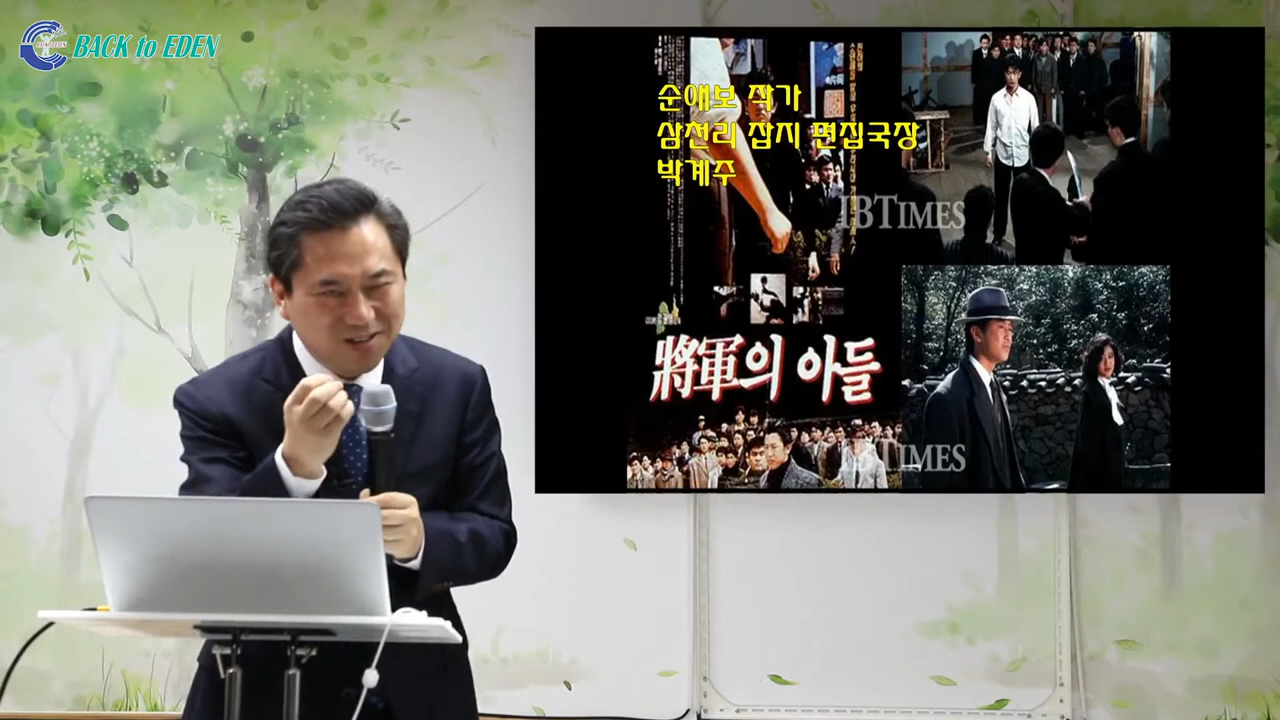 BACK to EDEN
순애보 작가
삼천리 잡지 편집국장
박계주
IBTIMES
將軍의 아들
IBTIMES